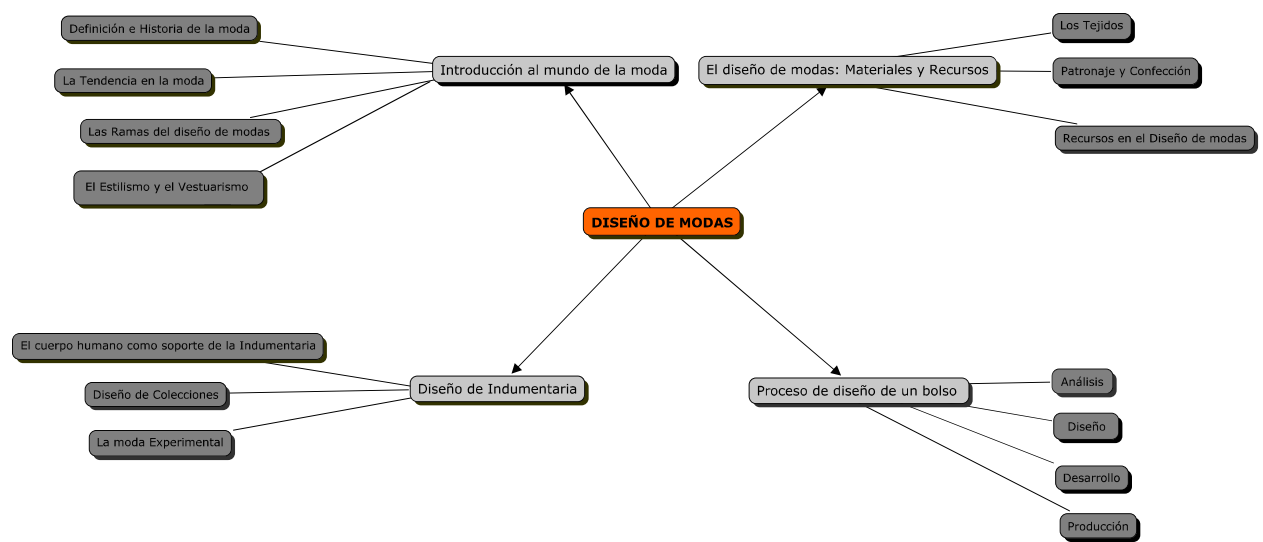 Definición e Historia de la moda
La Tendencia en la moda
Las Ramas del diseño de modas
El Estilismo y el Vestuarismo
Introducción al mundo de la moda
El diseño de modas: Materiales y Recursos
Los Tejidos
Patronaje y Confección
Recursos en el Diseño de modas
DISEÑO DE MODAS
El cuerpo humano como soporte de la Indumentaria
Diseño de Colecciones
La moda Experimental
Diseño de Indumentaria
Proceso de diseño de un bolso
Análisis
Diseño
Desarrollo
Producción